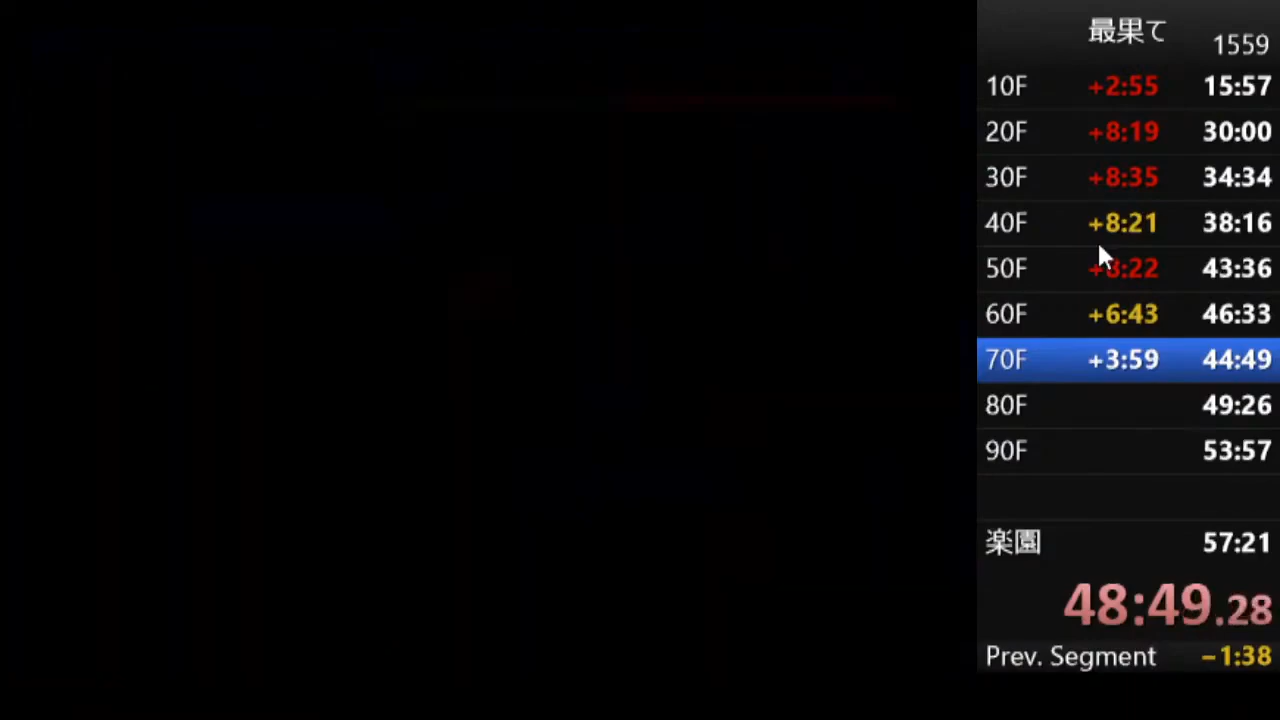 最果て 1559
10F +2:55 15:57
20F +8:19 30:00
30F +8:35 34:34
40F +8:21 38:16
50F +8:22 43:36
60F +6:43 46:33
70F +3:59 44:49
80F 49:26
90F 53:57
楽園 57:21
48:49.28
Prev. Segment −1:38